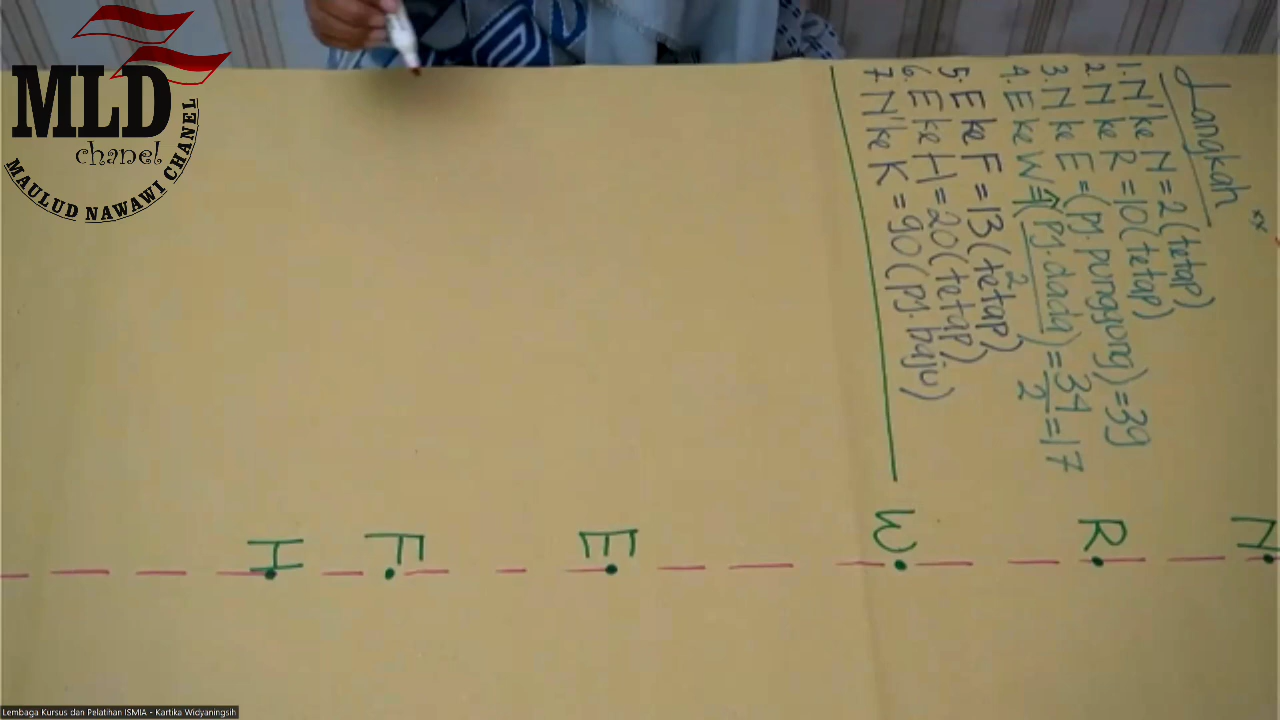 MLD
chanel
MAULUD NAWAWI CHANEL
Langkah xx
1. N' ke N = 2 (tetap)
2. N ke R = 10 (tetap)
3. N ke E = (pj. punggung) = 39
4. E ke W = 1 (pj. dada) = 34 = 17
2 2
5. E ke F = 13 (tetap)
6. E ke H = 20 (tetap)
7. N' ke K = 90 (pj. baju)
N
R
W
E
F
H
Lembaga Kursus dan Pelatihan ISMIA - Kartika Widyaningsih